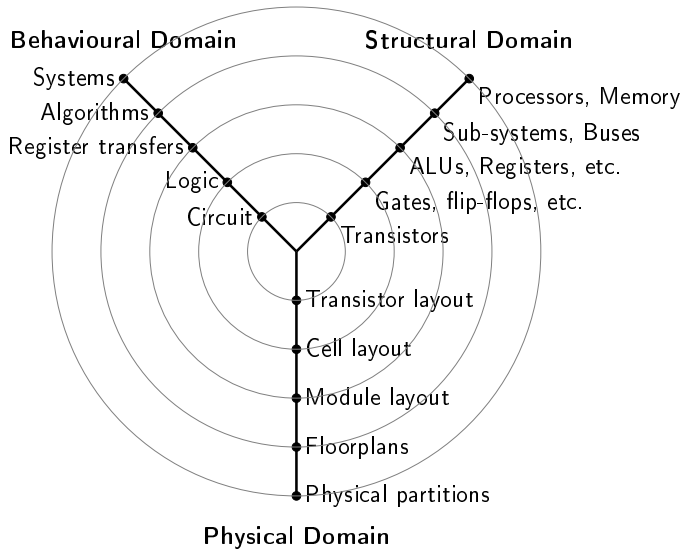 Behavioural Domain
Structural Domain
Systems
Processors, Memory
Algorithms
Sub-systems, Buses
Register transfers
ALUs, Registers, etc.
Logic
Gates, flip-flops, etc.
Circuit
Transistors
Transistor layout
Cell layout
Module layout
Floorplans
Physical partitions
Physical Domain